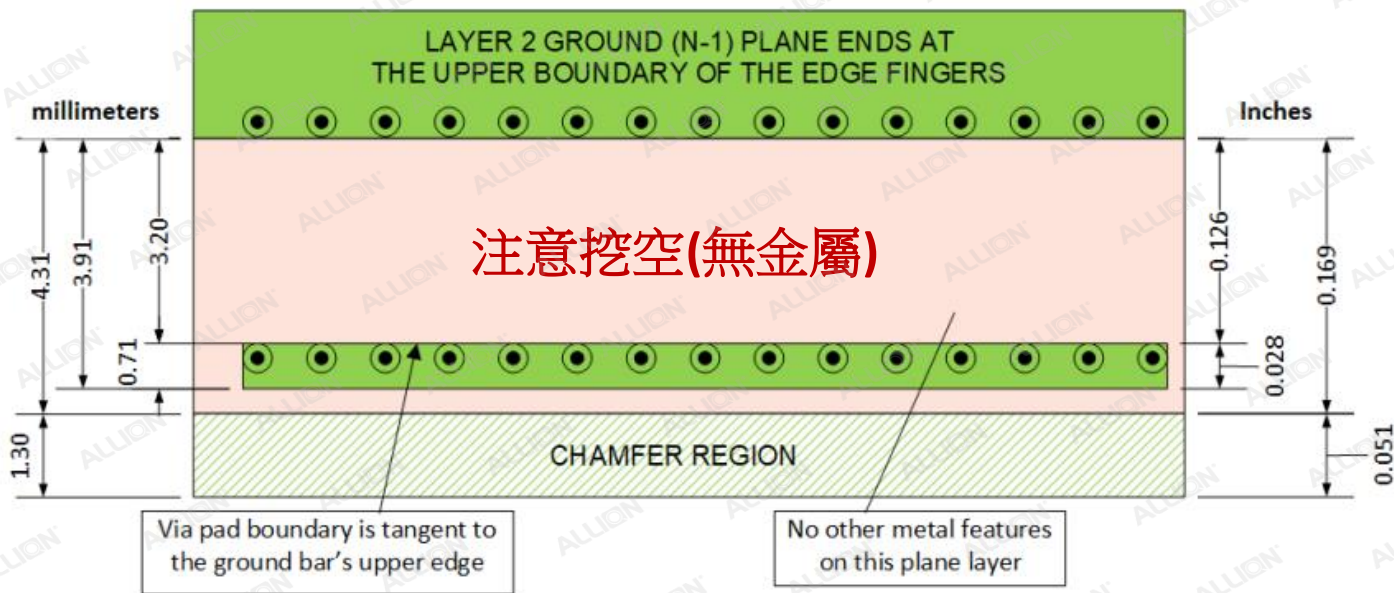 LAYER 2 GROUND (N-1) PLANE ENDS AT
THE UPPER BOUNDARY OF THE EDGE FINGERS
millimeters
Inches
4.31
3.91
3.20
0.71
1.30
注意挖空(無金屬)
0.126
0.169
0.028
0.051
CHAMFER REGION
Via pad boundary is tangent to
the ground bar's upper edge
No other metal features
on this plane layer
ALLION